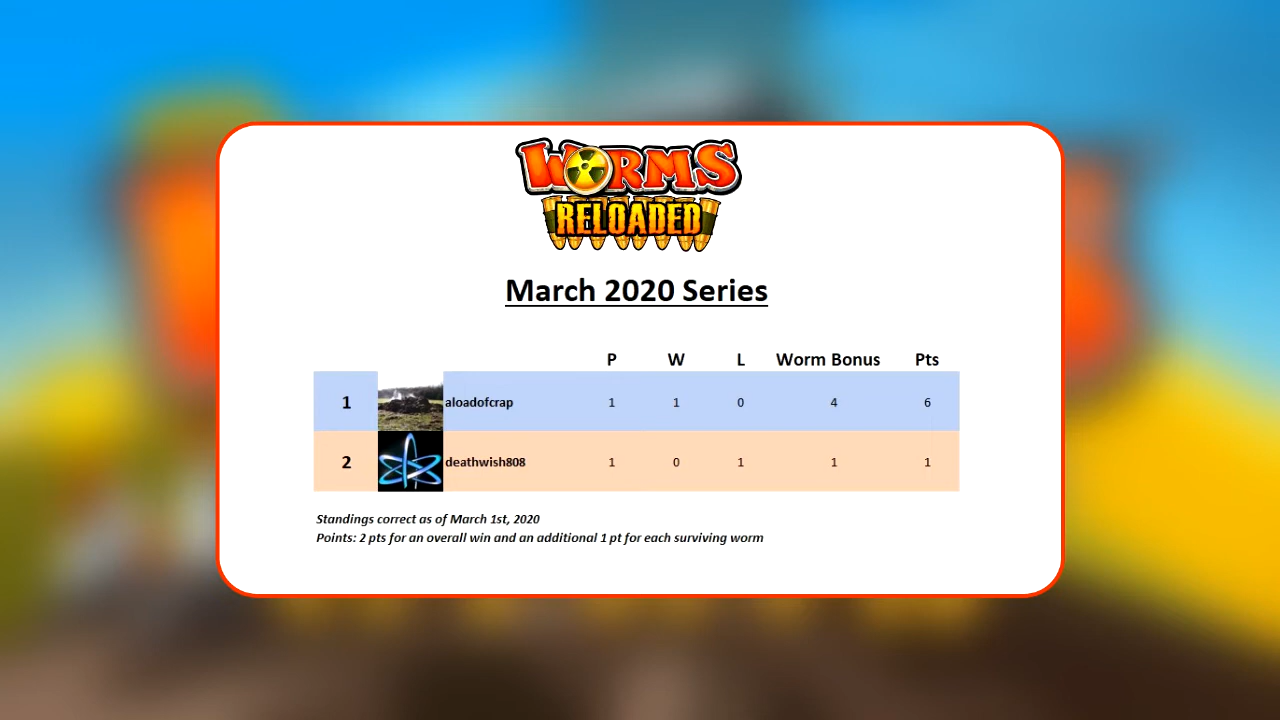 WORMS
RELOADED
March 2020 Series
P W L Worm Bonus Pts
1 aloadofcrap 1 1 0 4 6
2 deathwish808 1 0 1 1 1
Standings correct as of March 1st, 2020
Points: 2 pts for an overall win and an additional 1 pt for each surviving worm